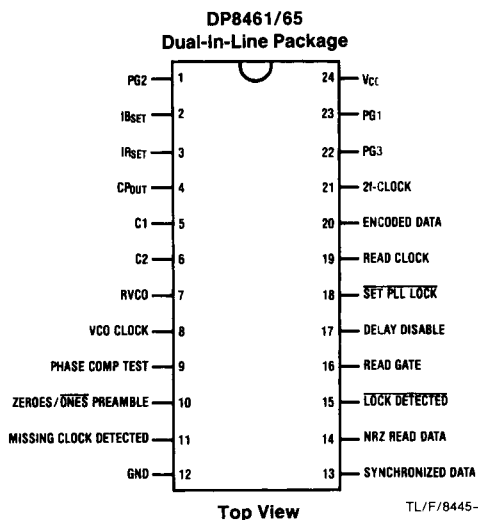 DP8461/65
Dual-In-Line Package
PG2 1 24 VCC
IBSET 2 23 PG1
IRSET 3 22 PG3
CPOUT 4 21 2f-CLOCK
C1 5 20 ENCODED DATA
C2 6 19 READ CLOCK
RVCO 7 18 SET PLL LOCK
VCO CLOCK 8 17 DELAY DISABLE
PHASE COMP TEST 9 16 READ GATE
ZEROES/ONES PREAMBLE 10 15 LOCK DETECTED
MISSING CLOCK DETECTED 11 14 NRZ READ DATA
GND 12 13 SYNCHRONIZED DATA
Top View
TL/F/8445-